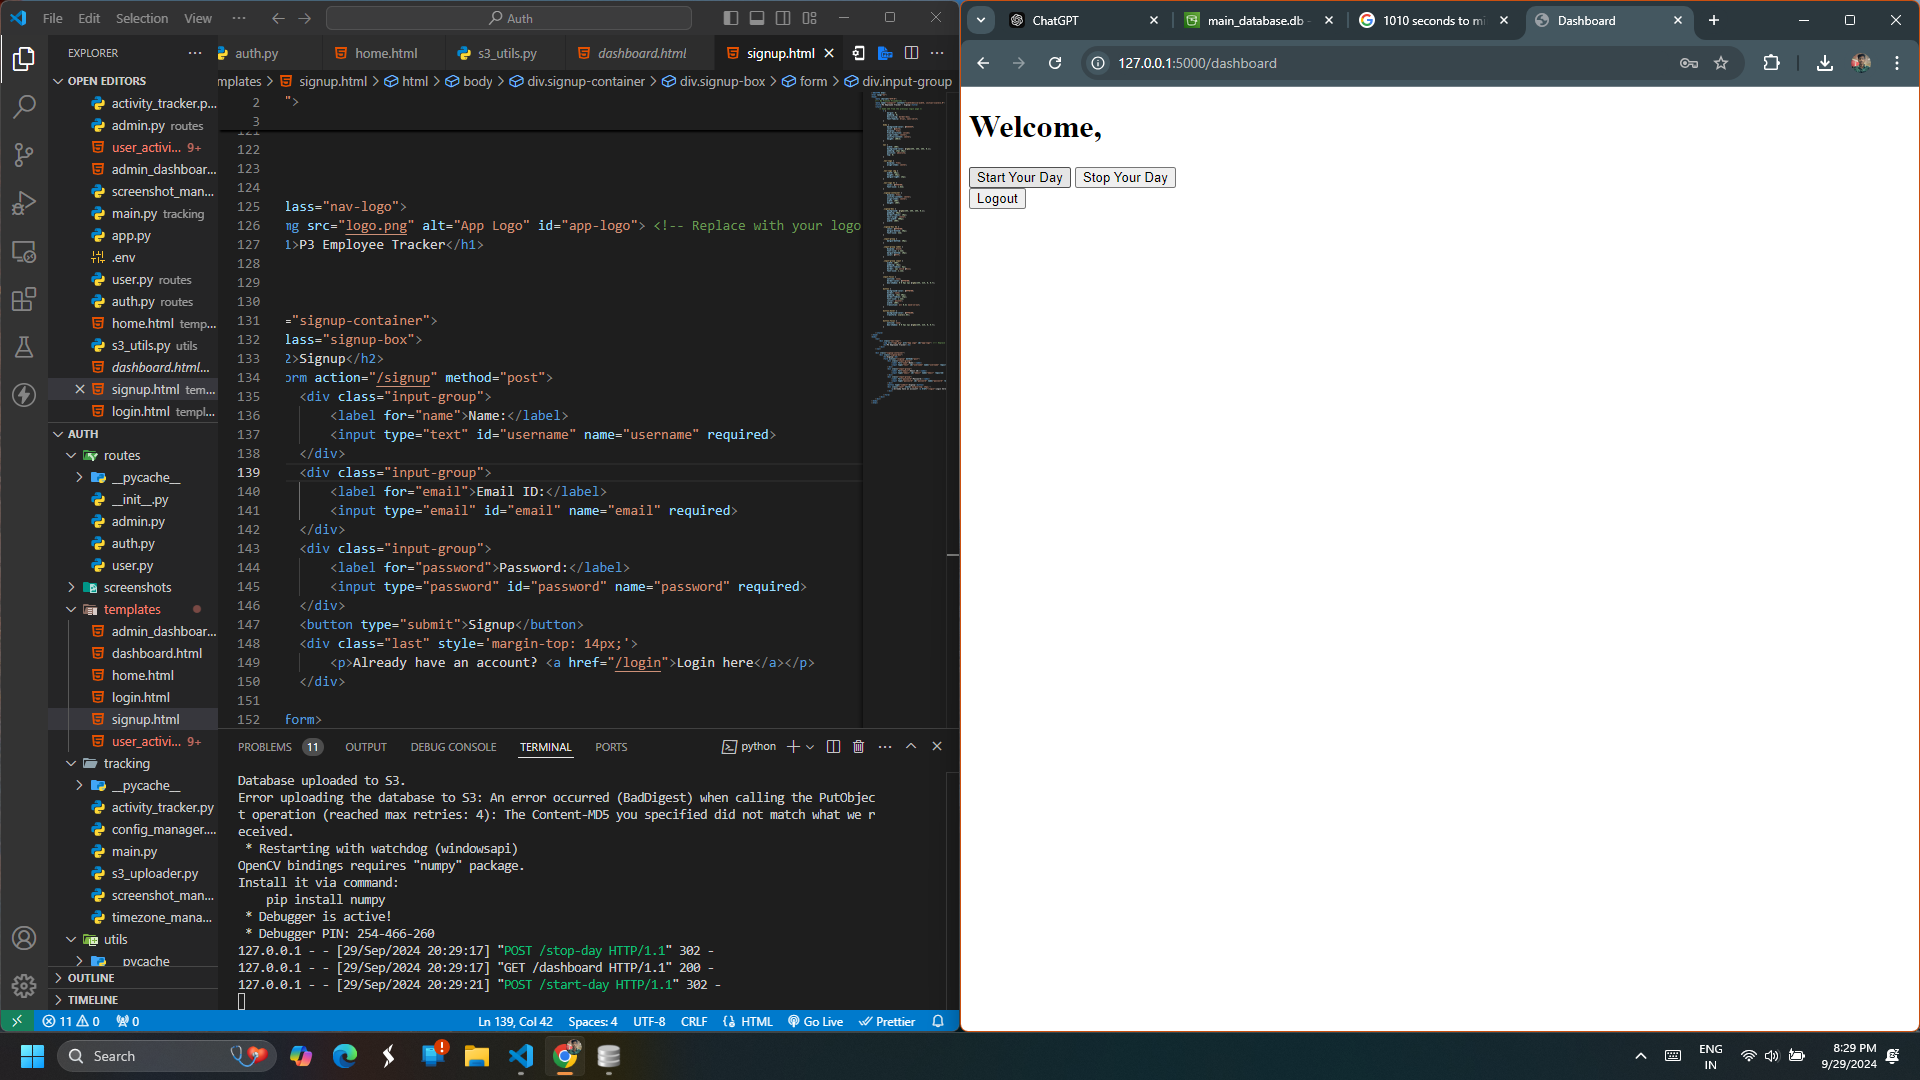 File Edit Selection View ··· Auth
EXPLORER
OPEN EDITORS
activity_tracker.p...
admin.py routes
user_activi... 9+
admin_dashboar...
screenshot_man...
main.py tracking
app.py
.env
user.py routes
auth.py routes
home.html temp...
s3_utils.py utils
dashboard.html...
signup.html tem...
login.html templ...
AUTH
routes
__pycache__
__init__.py
admin.py
auth.py
user.py
screenshots
templates
admin_dashboar...
dashboard.html
home.html
login.html
signup.html
user_activi... 9+
tracking
__pycache__
activity_tracker.py
config_manager....
main.py
s3_uploader.py
screenshot_man...
timezone_mana...
utils
__pycache
OUTLINE
TIMELINE
auth.py home.html s3_utils.py dashboard.html signup.html
mplates > signup.html > html > body > div.signup-container > div.signup-box > form > div.input-group
2 ">
3
121
122
123
124
125 lass="nav-logo">
126 mg src="logo.png" alt="App Logo" id="app-logo"> <!-- Replace with your logo
127 1>P3 Employee Tracker</h1>
128
129
130
131 ="signup-container">
132 lass="signup-box">
133 2>Signup</h2>
134 orm action="/signup" method="post">
135 <div class="input-group">
136 <label for="name">Name:</label>
137 <input type="text" id="username" name="username" required>
138 </div>
139 <div class="input-group">
140 <label for="email">Email ID:</label>
141 <input type="email" id="email" name="email" required>
142 </div>
143 <div class="input-group">
144 <label for="password">Password:</label>
145 <input type="password" id="password" name="password" required>
146 </div>
147 <button type="submit">Signup</button>
148 <div class="last" style='margin-top: 14px;'>
149 <p>Already have an account? <a href="/login">Login here</a></p>
150 </div>
151
152 form>
PROBLEMS 11 OUTPUT DEBUG CONSOLE TERMINAL PORTS python
Database uploaded to S3.
Error uploading the database to S3: An error occurred (BadDigest) when calling the PutObjec
t operation (reached max retries: 4): The Content-MD5 you specified did not match what we r
eceived.
* Restarting with watchdog (windowsapi)
OpenCV bindings requires "numpy" package.
Install it via command:
pip install numpy
* Debugger is active!
* Debugger PIN: 254-466-260
127.0.0.1 - - [29/Sep/2024 20:29:17] "POST /stop-day HTTP/1.1" 302 -
127.0.0.1 - - [29/Sep/2024 20:29:17] "GET /dashboard HTTP/1.1" 200 -
127.0.0.1 - - [29/Sep/2024 20:29:21] "POST /start-day HTTP/1.1" 302 -
11 0 0 Ln 139, Col 42 Spaces: 4 UTF-8 CRLF HTML Go Live Prettier
ChatGPT main_database.db - 1010 seconds to mi Dashboard
127.0.0.1:5000/dashboard
Welcome,
Start Your Day Stop Your Day
Logout
Search
ENG
IN
8:29 PM
9/29/2024